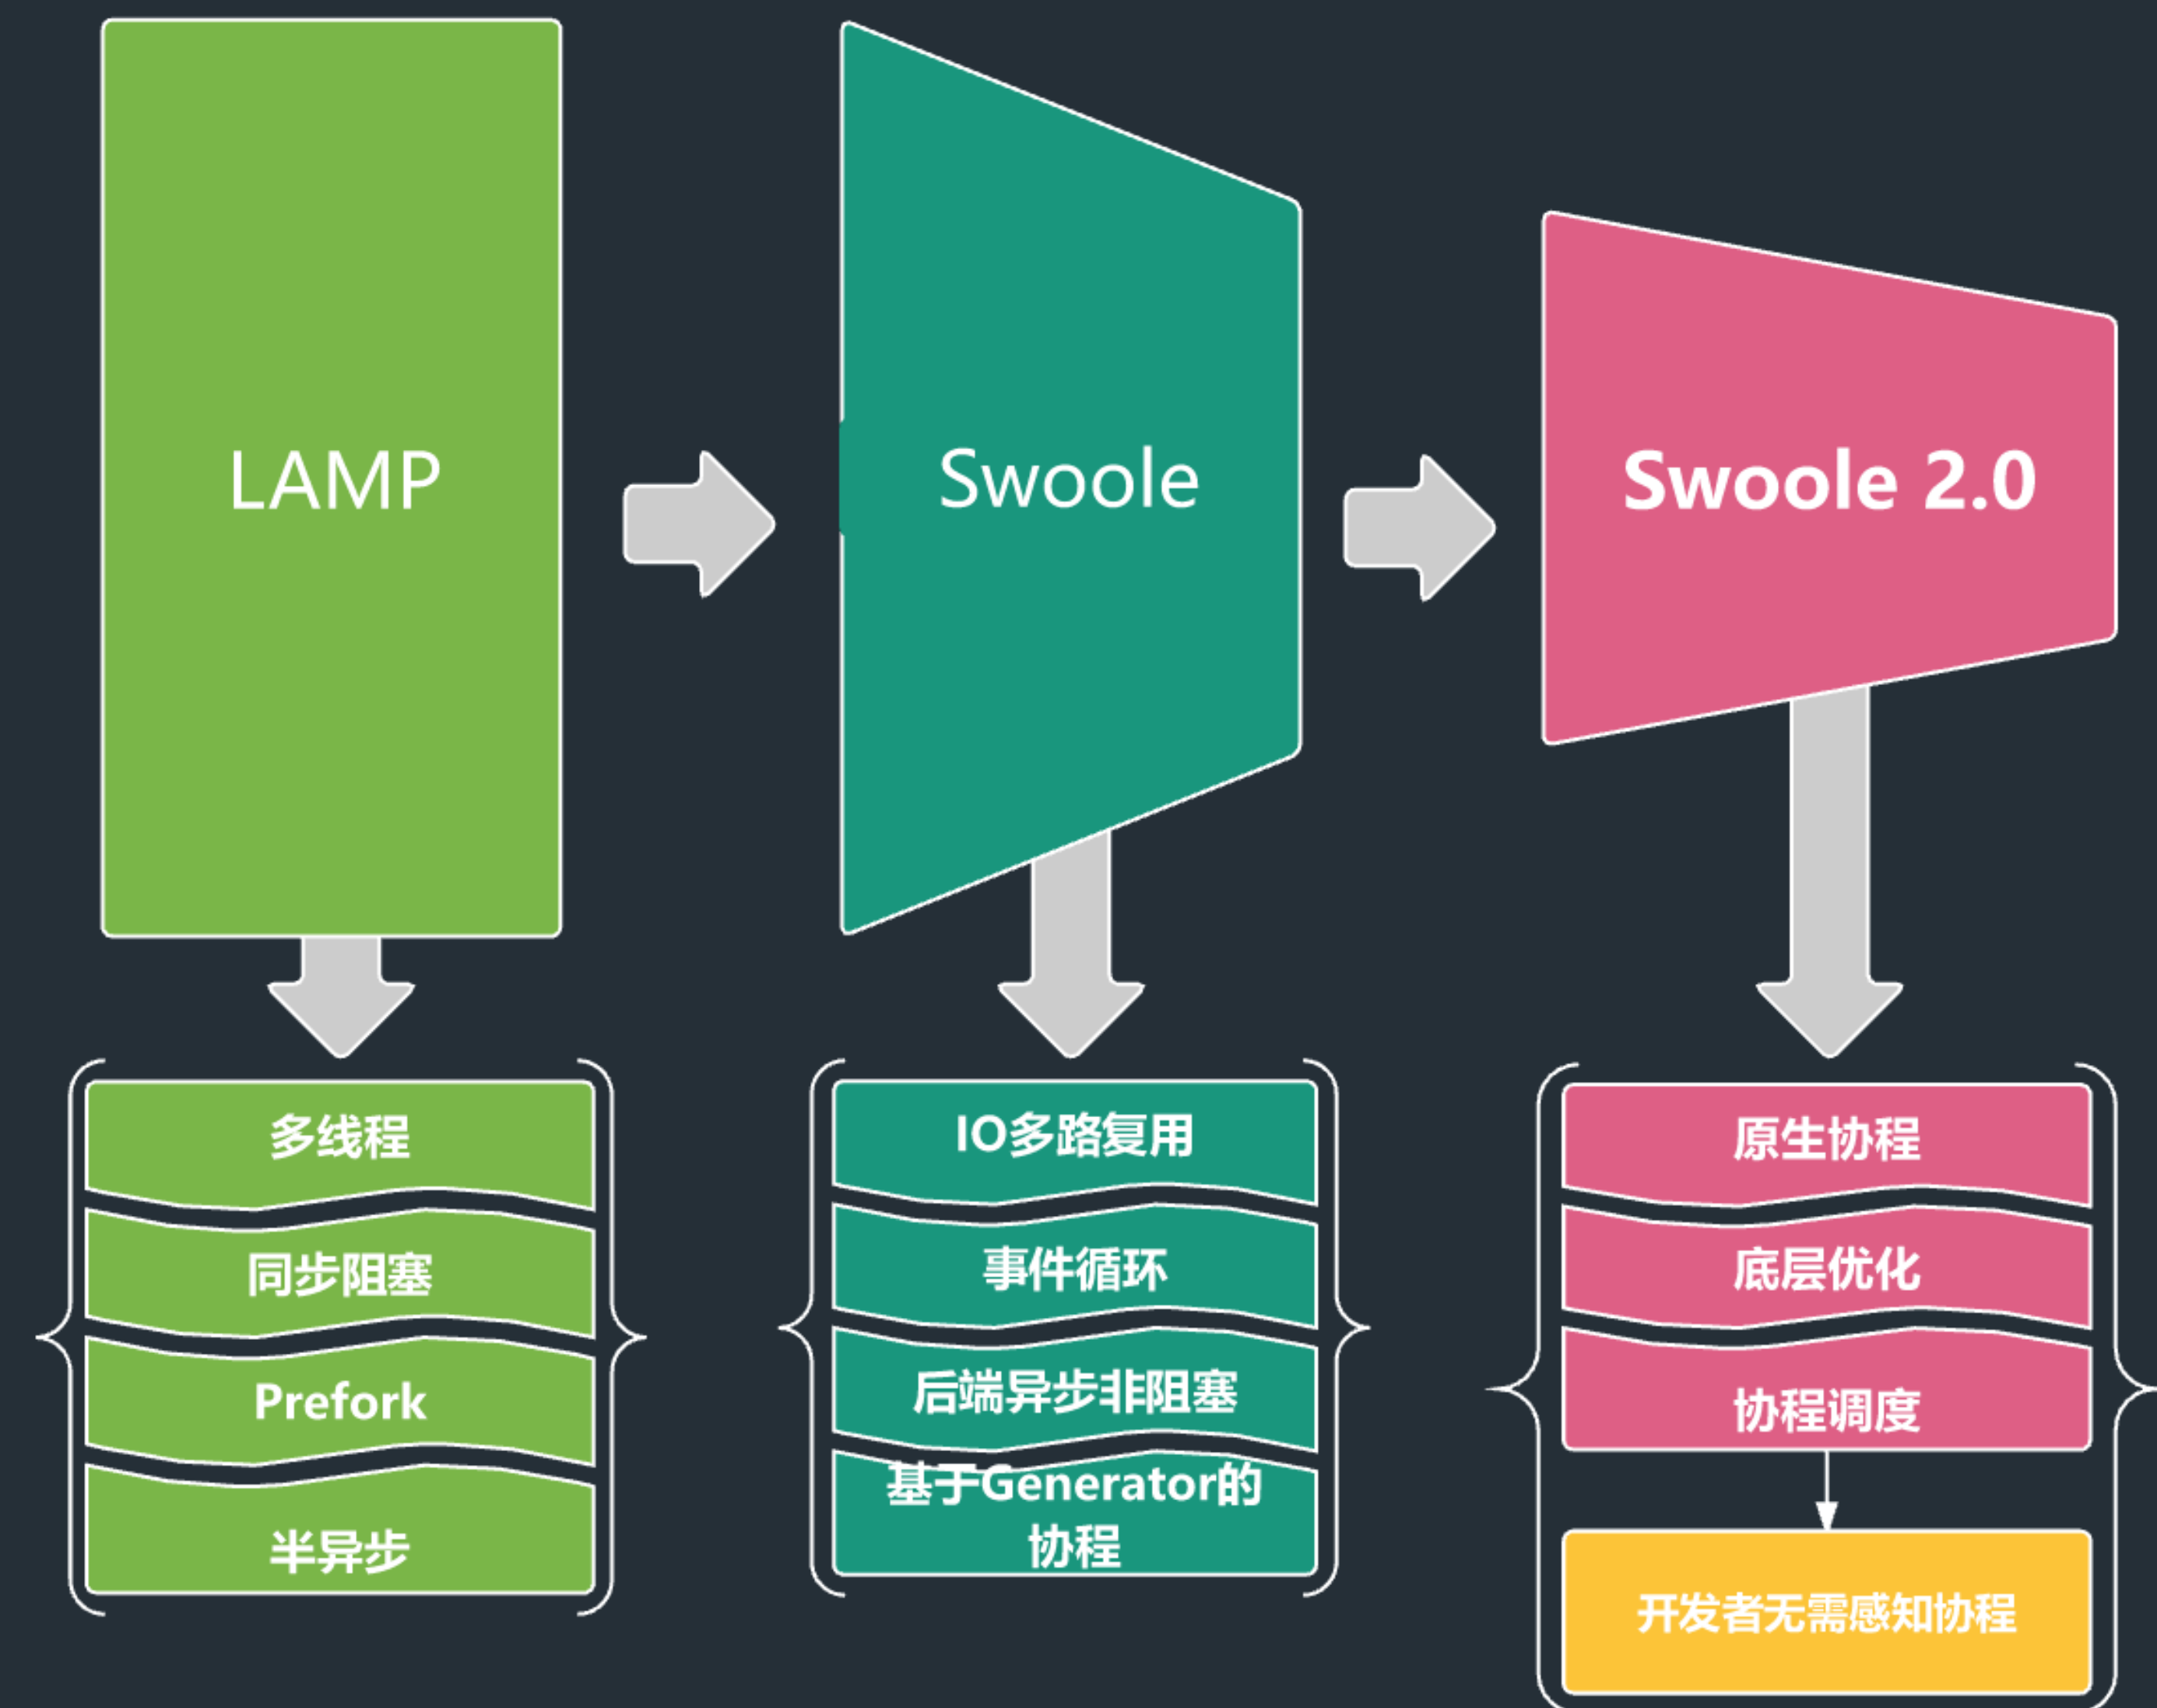 LAMP
Swoole
Swoole 2.0
多线程
同步阻塞
Prefork
半异步
IO多路复用
事件循环
后端异步非阻塞
基于Generator的
协程
原生协程
底层优化
协程调度
开发者无需感知协程